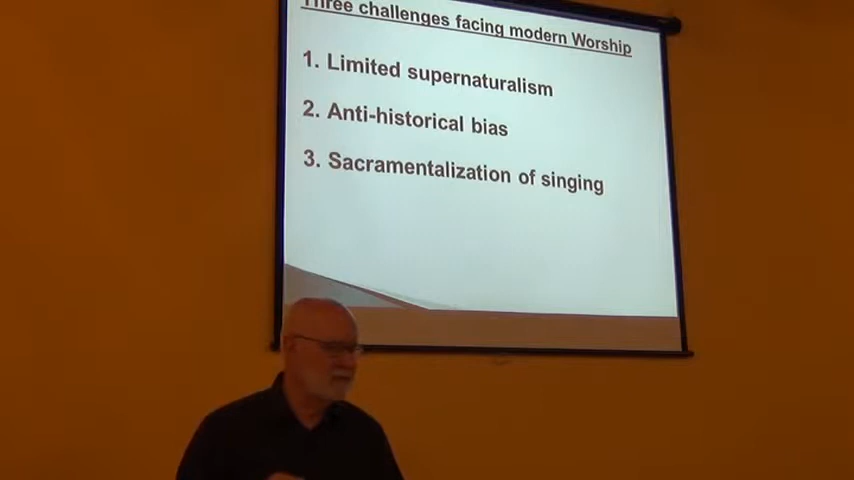 Three challenges facing modern Worship
1. Limited supernaturalism
2. Anti-historical bias
3. Sacramentalization of singing